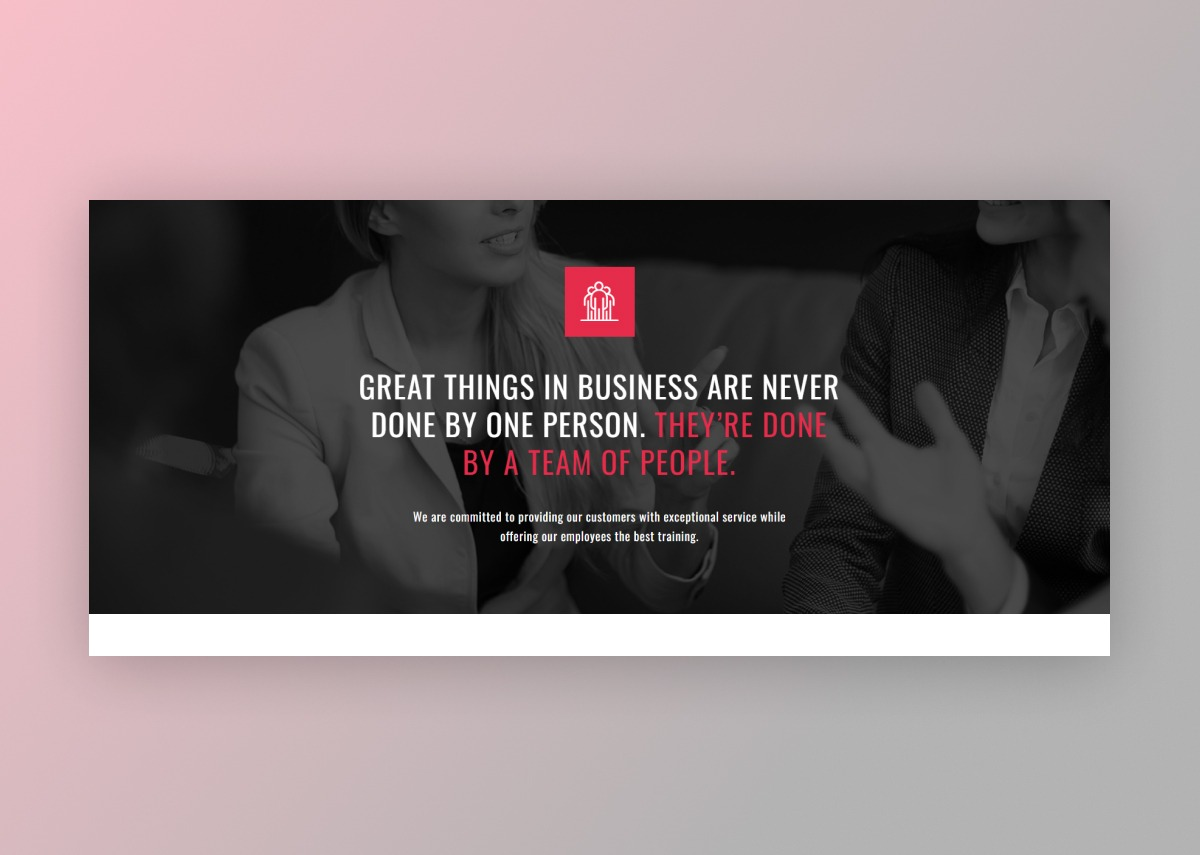 GREAT THINGS IN BUSINESS ARE NEVER
DONE BY ONE PERSON. THEY’RE DONE
BY A TEAM OF PEOPLE.
We are committed to providing our customers with exceptional service while
offering our employees the best training.